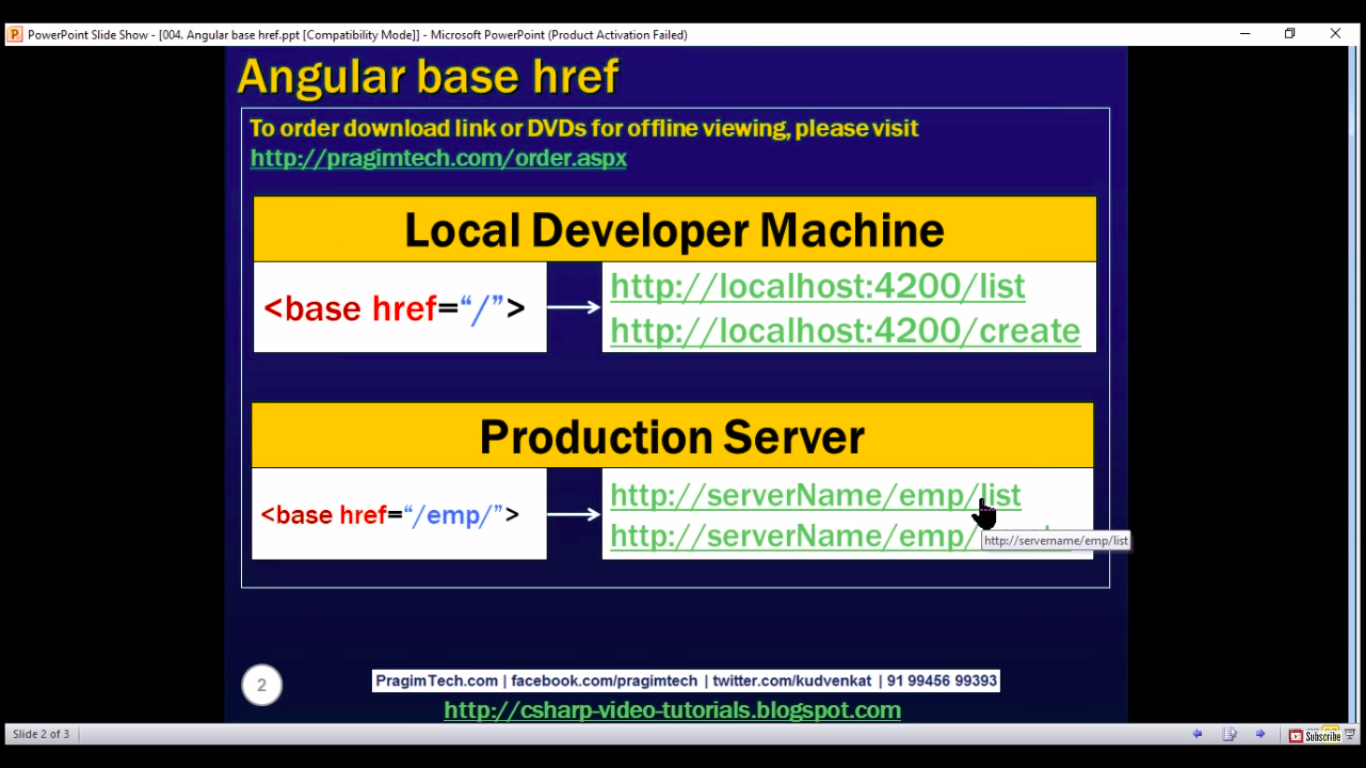 PowerPoint Slide Show - [004. Angular base href.ppt [Compatibility Mode]] - Microsoft PowerPoint (Product Activation Failed)
Angular base href
To order download link or DVDs for offline viewing, please visit
http://pragimtech.com/order.aspx
Local Developer Machine
<base href=“/”>
http://localhost:4200/list
http://localhost:4200/create
Production Server
<base href=“/emp/”>
http://serverName/emp/list
http://serverName/emp/
http://servername/emp/list
2
PragimTech.com | facebook.com/pragimtech | twitter.com/kudvenkat | 91 99456 99393
http://csharp-video-tutorials.blogspot.com
Slide 2 of 3
Subscribe